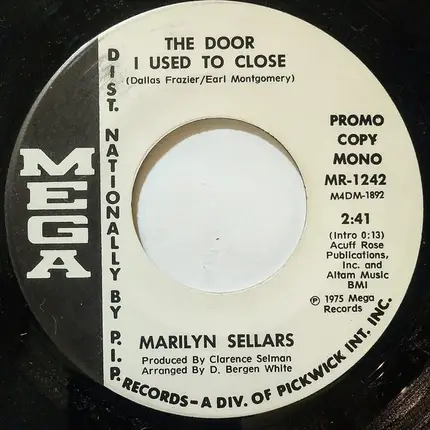 THE DOOR
I USED TO CLOSE
(Dallas Frazier/Earl Montgomery)
MEGA
DIST. NATIONALLY BY P.I.P. RECORDS-A DIV. OF PICKWICK INT. INC.
PROMO
COPY
MONO
MR-1242
M4DM-1892
2:41
(Intro 0:13)
Acuff Rose
Publications,
Inc. and
Altam Music
BMI
℗ 1975 Mega
Records
MARILYN SELLARS
Produced By Clarence Selman
Arranged By D. Bergen White